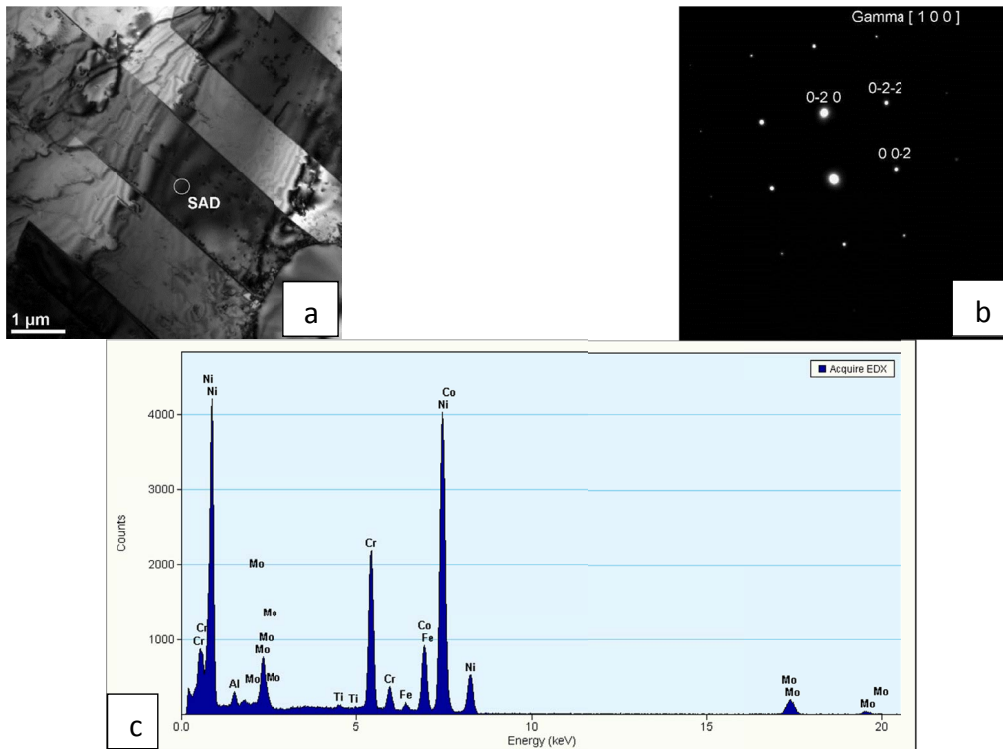 SAD
1 µm
a
Gamma [ 1 0 0 ]
0-2 0
0-2-2
0 0-2
b
Acquire EDX
Counts
4000
3000
2000
1000
0
Ni
Ni
Cr
Cr
Al
Mo
Mo
Mo
Mo
Mo
Mo
Ti
Ti
Cr
Cr
Fe
Co
Fe
Co
Ni
Ni
Mo
Mo
Mo
Mo
0.0
5
10
15
20
Energy (keV)
c